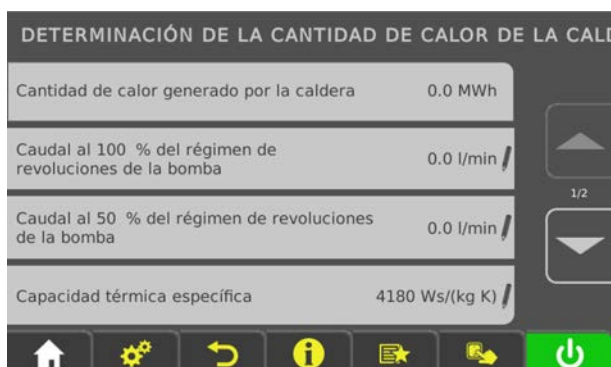 DETERMINACIÓN DE LA CANTIDAD DE CALOR DE LA CALD
Cantidad de calor generado por la caldera 0.0 MWh
Caudal al 100 % del régimen de
revoluciones de la bomba 0.0 l/min
1/2
Caudal al 50 % del régimen de revoluciones
de la bomba 0.0 l/min
Capacidad térmica específica 4180 Ws/(kg K)